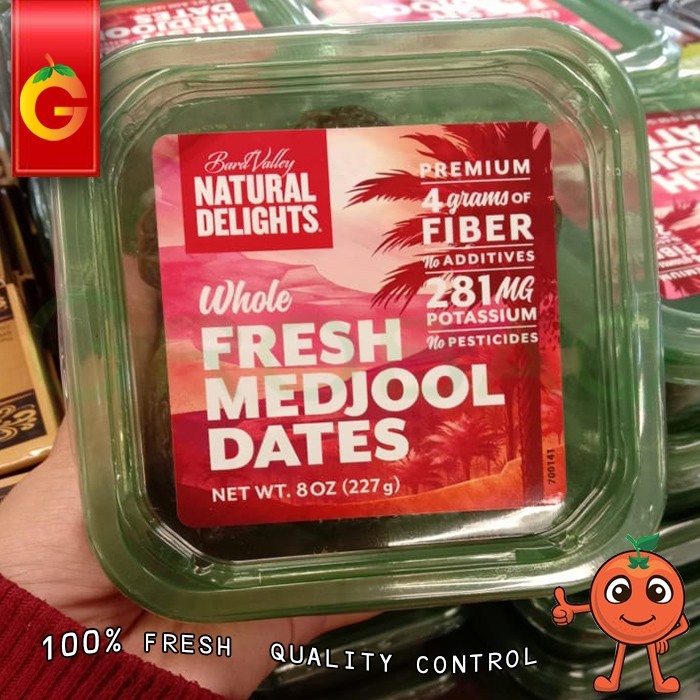 G
Bard Valley
NATURAL
DELIGHTS.
PREMIUM
4 grams OF
FIBER
No ADDITIVES
281 MG
POTASSIUM
No PESTICIDES
Whole
FRESH
MEDJOOL
DATES
NET WT. 8 OZ (227 g)
700141
100% FRESH QUALITY CONTROL
DATES